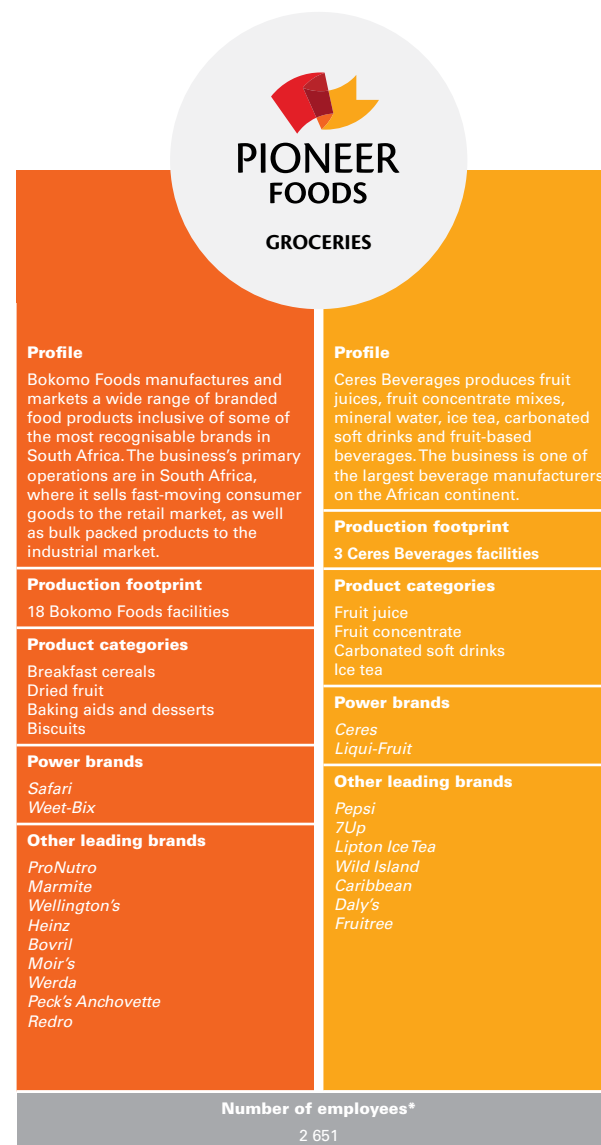 PIONEER
FOODS
GROCERIES
Profile
Bokomo Foods manufactures and
markets a wide range of branded
food products inclusive of some of
the most recognisable brands in
South Africa. The business's primary
operations are in South Africa,
where it sells fast-moving consumer
goods to the retail market, as well
as bulk packed products to the
industrial market.
Production footprint
18 Bokomo Foods facilities
Product categories
Breakfast cereals
Dried fruit
Baking aids and desserts
Biscuits
Power brands
Safari
Weet-Bix
Other leading brands
ProNutro
Marmite
Wellington's
Heinz
Bovril
Moir's
Werda
Peck's Anchovette
Redro
Profile
Ceres Beverages produces fruit
juices, fruit concentrate mixes,
mineral water, ice tea, carbonated
soft drinks and fruit-based
beverages. The business is one of
the largest beverage manufacturers
on the African continent.
Production footprint
3 Ceres Beverages facilities
Product categories
Fruit juice
Fruit concentrate
Carbonated soft drinks
Ice tea
Power brands
Ceres
Liqui-Fruit
Other leading brands
Pepsi
7Up
Lipton Ice Tea
Wild Island
Caribbean
Daly's
Fruitree
Number of employees*
2 651